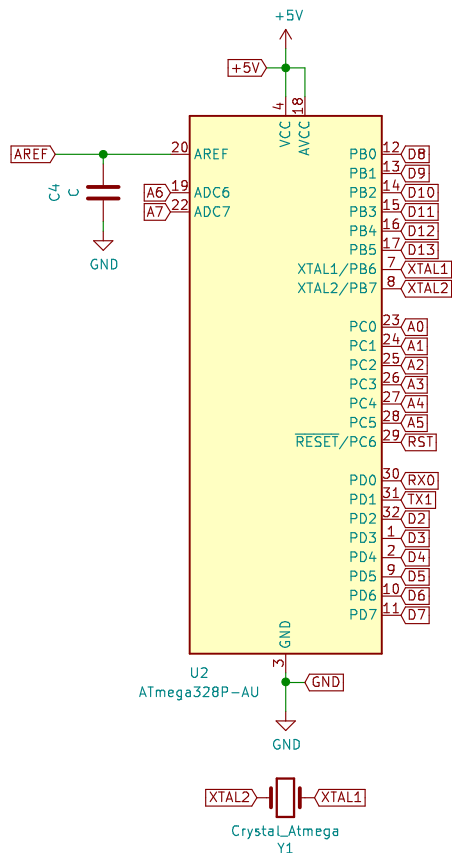 +5V
+5V
4
18
VCC
AVCC
AREF
20
AREF
C4
C
GND
A6
19
ADC6
A7
22
ADC7
PB0 12 D8
PB1 13 D9
PB2 14 D10
PB3 15 D11
PB4 16 D12
PB5 17 D13
XTAL1/PB6 7 XTAL1
XTAL2/PB7 8 XTAL2
PC0 23 A0
PC1 24 A1
PC2 25 A2
PC3 26 A3
PC4 27 A4
PC5 28 A5
RESET/PC6 29 RST
PD0 30 RX0
PD1 31 TX1
PD2 32 D2
PD3 1 D3
PD4 2 D4
PD5 9 D5
PD6 10 D6
PD7 11 D7
GND
3
U2
ATmega328P-AU
GND
GND
XTAL2
XTAL1
Crystal_Atmega
Y1